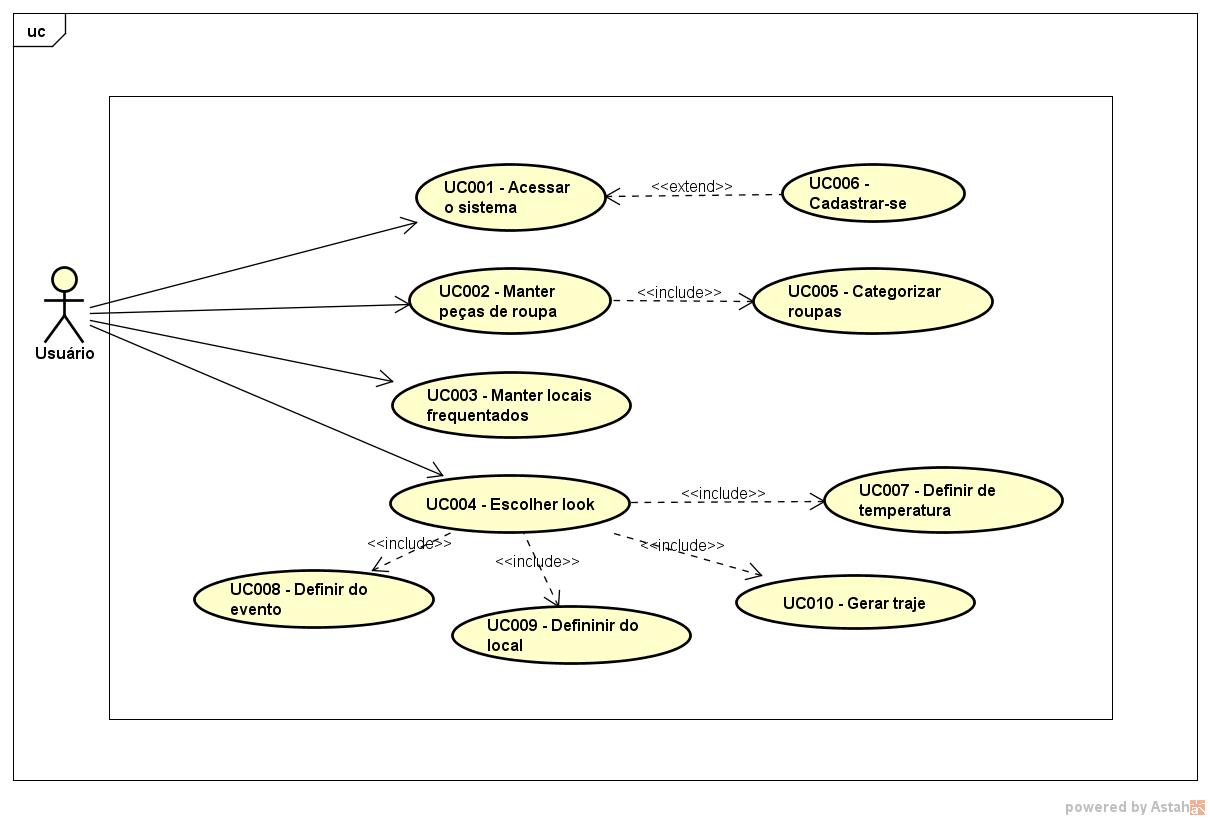 uc
UC001 - Acessar
o sistema
<<extend>>
UC006 -
Cadastrar-se
UC002 - Manter
peças de roupa
<<include>>
UC005 - Categorizar
roupas
Usuário
UC003 - Manter locais
frequentados
UC004 - Escolher look
<<include>>
UC007 - Definir de
temperatura
<<include>>
<<include>>
<<include>>
UC008 - Definir do
evento
UC009 - Defininir do
local
UC010 - Gerar traje
powered by Astah